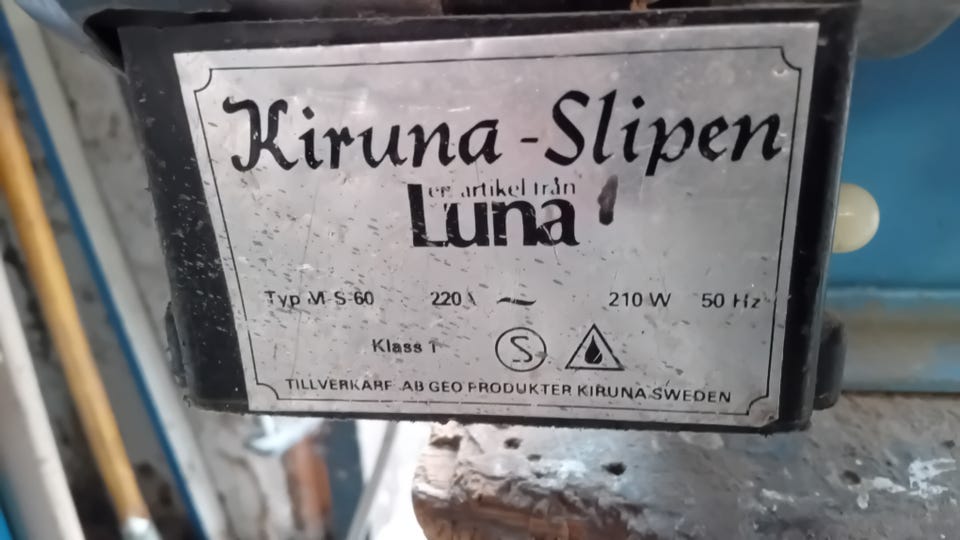 Kiruna-Slipen
en artikel från
Luna
Typ M-S-60 220 V ~ 210 W 50 Hz
Klass 1 S
TILLVERKARE AB GEO PRODUKTER KIRUNA SWEDEN